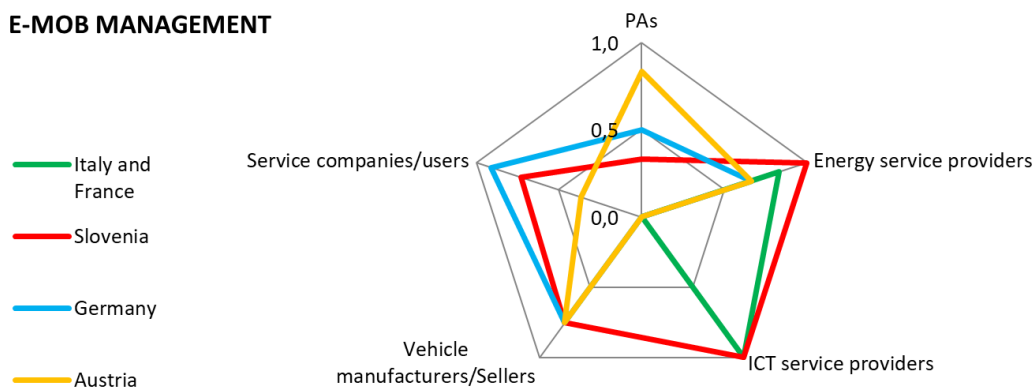 E-MOB MANAGEMENT
PAs
1,0
0,5
Italy and
France
Service companies/users
Energy service providers
0,0
Slovenia
Germany
Vehicle
manufacturers/Sellers
ICT service providers
Austria